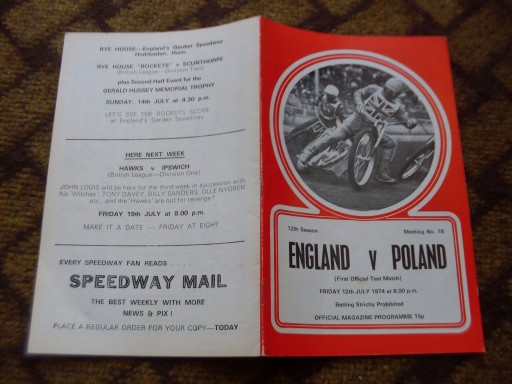 RYE HOUSE—England's Garden Speedway
Hoddesdon, Herts
RYE HOUSE "ROCKETS" v SCUNTHORPE
(British League—Division Two)
plus Second Half Event for the
GERALD HUSSEY MEMORIAL TROPHY
SUNDAY, 14th JULY at 4.30 p.m.
LET'S SEE THE ROCKETS SCORE
at England's Garden Speedway
HERE NEXT WEEK
HAWKS v IPSWICH
(British League—Division One)
JOHN LOUIS will be here for the third week in succession with
his 'Witches', TONY DAVEY, BILLY SANDERS, OLLE NYGREN
etc., and the 'Hawks' are out for revenge!
FRIDAY 19th JULY at 8.00 p.m.
MAKE IT A DATE — FRIDAY AT EIGHT
EVERY SPEEDWAY FAN READS . . . .
SPEEDWAY MAIL
THE BEST WEEKLY WITH MORE
NEWS & PIX !
PLACE A REGULAR ORDER FOR YOUR COPY—TODAY
12th Season
Meeting No. 18
ENGLAND V POLAND
(First Official Test Match)
FRIDAY 12th JULY 1974 at 8.00 p.m.
Betting Strictly Prohibited
OFFICIAL MAGAZINE PROGRAMME 15p